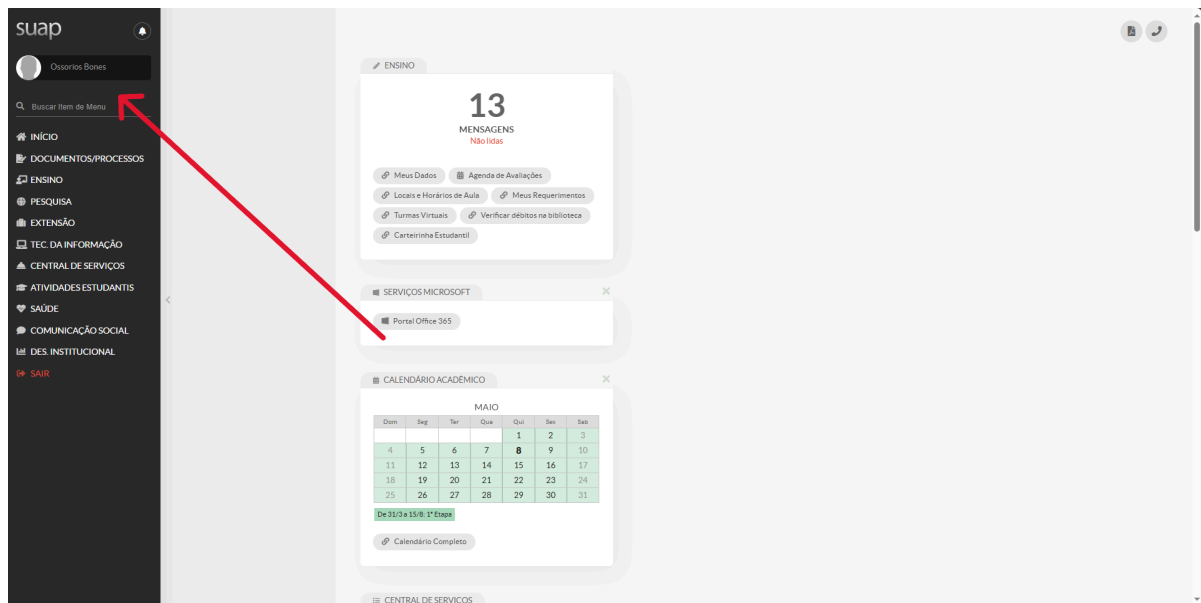 suap
Ossorios Bones
Buscar Item de Menu
INÍCIO
DOCUMENTOS/PROCESSOS
ENSINO
PESQUISA
EXTENSÃO
TEC. DA INFORMAÇÃO
CENTRAL DE SERVIÇOS
ATIVIDADES ESTUDANTIS
SAÚDE
COMUNICAÇÃO SOCIAL
DES. INSTITUCIONAL
SAIR
ENSINO
13
MENSAGENS
Não lidas
Meus Dados Agenda de Avaliações
Locais e Horários de Aula Meus Requerimentos
Turmas Virtuais Verificar débitos na biblioteca
Carteirinha Estudantil
SERVIÇOS MICROSOFT
Portal Office 365
CALENDÁRIO ACADÊMICO
MAIO
Dom Seg Ter Qua Qui Sex Sab
1 2 3
4 5 6 7 8 9 10
11 12 13 14 15 16 17
18 19 20 21 22 23 24
25 26 27 28 29 30 31
De 31/3 a 15/8: 1ª Etapa
Calendário Completo
CENTRAL DE SERVIÇOS